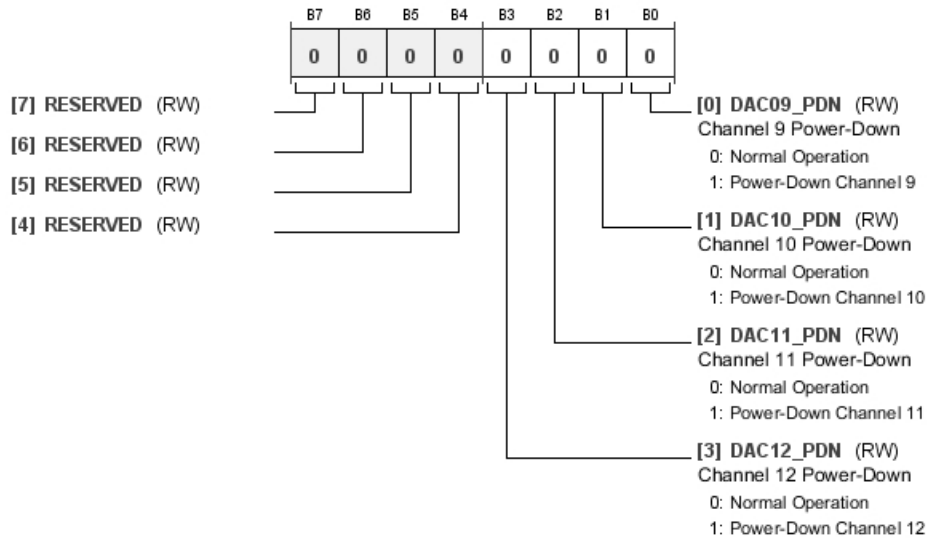 B7 B6 B5 B4 B3 B2 B1 B0
0 0 0 0 0 0 0 0
[7] RESERVED (RW)
[6] RESERVED (RW)
[5] RESERVED (RW)
[4] RESERVED (RW)
[0] DAC09_PDN (RW)
Channel 9 Power-Down
0: Normal Operation
1: Power-Down Channel 9
[1] DAC10_PDN (RW)
Channel 10 Power-Down
0: Normal Operation
1: Power-Down Channel 10
[2] DAC11_PDN (RW)
Channel 11 Power-Down
0: Normal Operation
1: Power-Down Channel 11
[3] DAC12_PDN (RW)
Channel 12 Power-Down
0: Normal Operation
1: Power-Down Channel 12